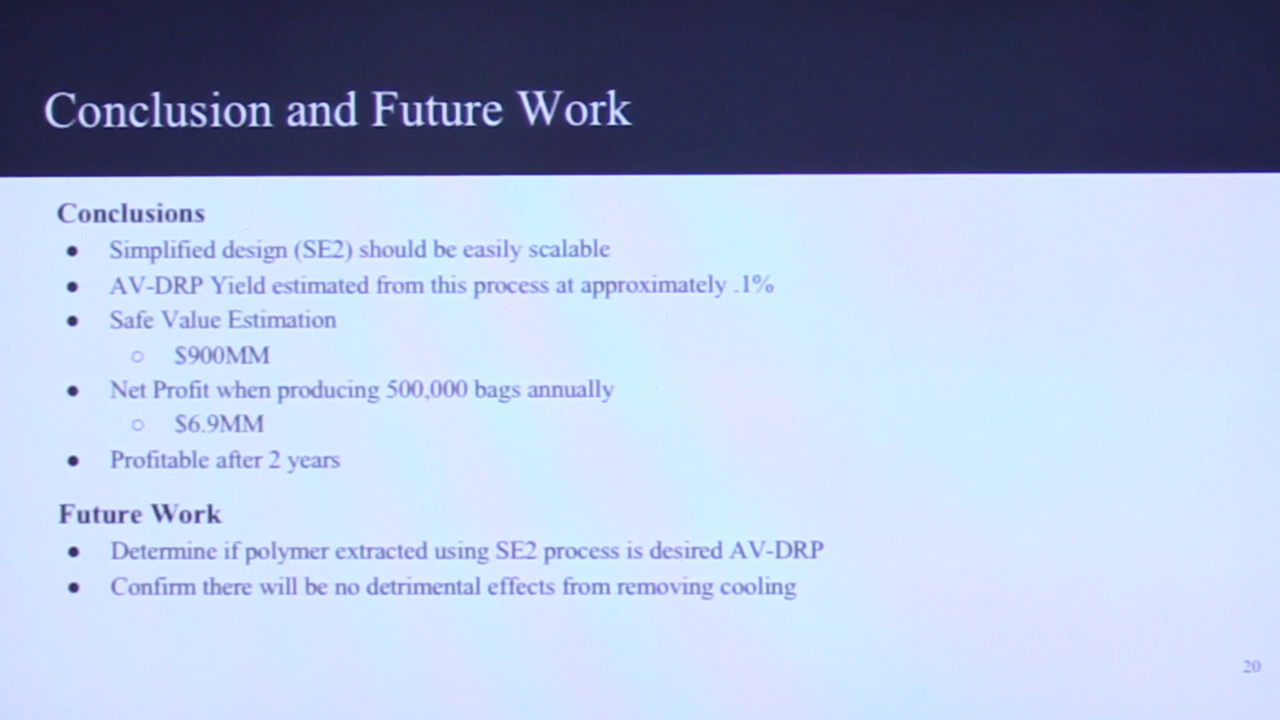 Conclusion and Future Work
Conclusions
● Simplified design (SE2) should be easily scalable
● AV-DRP Yield estimated from this process at approximately .1%
● Safe Value Estimation
○ $900MM
● Net Profit when producing 500,000 bags annually
○ $6.9MM
● Profitable after 2 years
Future Work
● Determine if polymer extracted using SE2 process is desired AV-DRP
● Confirm there will be no detrimental effects from removing cooling
20